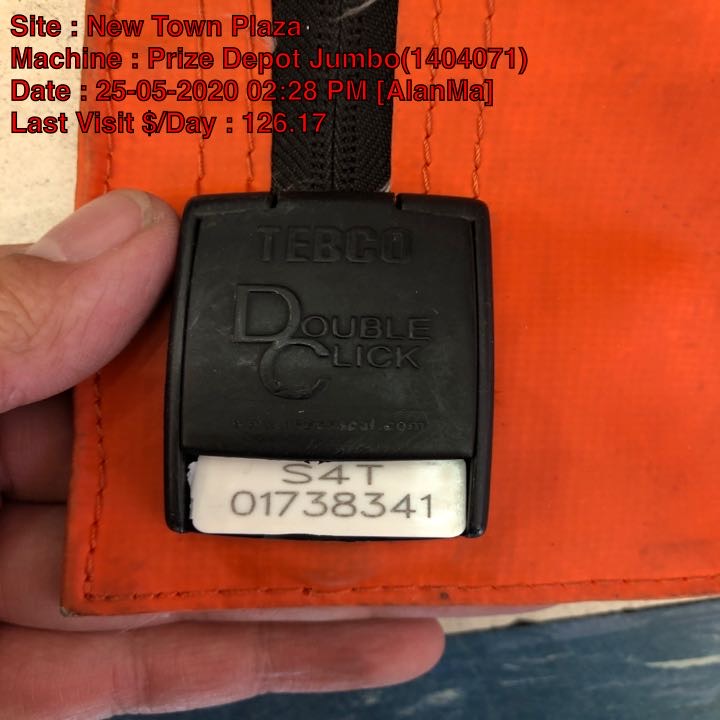 Site : New Town Plaza
Machine : Prize Depot Jumbo(1404071)
Date : 25-05-2020 02:28 PM [AlanMa]
Last Visit $/Day : 126.17
TEBCO
DOUBLE
CLICK
S4T
01738341